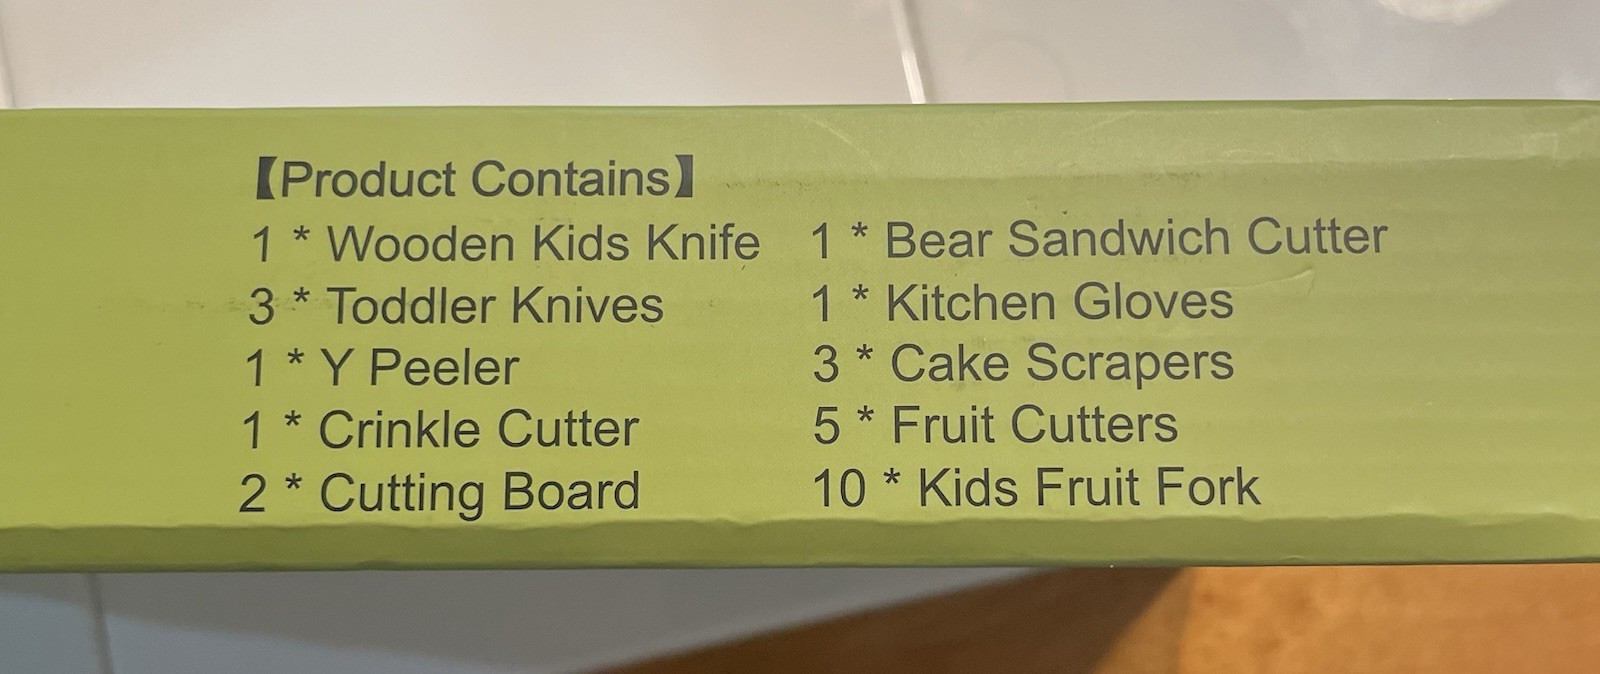 【Product Contains】
1 * Wooden Kids Knife
3 * Toddler Knives
1 * Y Peeler
1 * Crinkle Cutter
2 * Cutting Board
1 * Bear Sandwich Cutter
1 * Kitchen Gloves
3 * Cake Scrapers
5 * Fruit Cutters
10 * Kids Fruit Fork